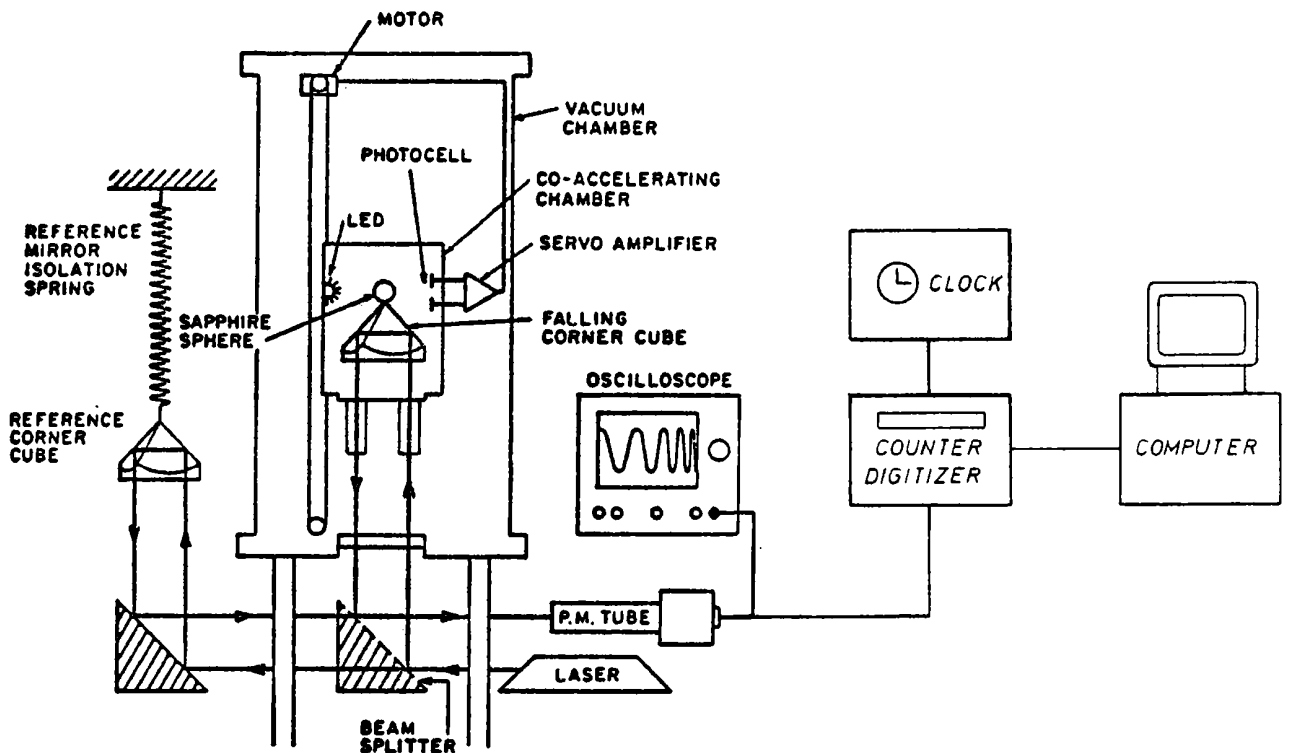 MOTOR
VACUUM
CHAMBER
PHOTOCELL
CO-ACCELERATING
CHAMBER
LED
SERVO AMPLIFIER
REFERENCE
MIRROR
ISOLATION
SPRING
SAPPHIRE
SPHERE
FALLING
CORNER CUBE
CLOCK
OSCILLOSCOPE
REFERENCE
CORNER
CUBE
COUNTER
DIGITIZER
COMPUTER
P.M. TUBE
LASER
BEAM
SPLITTER